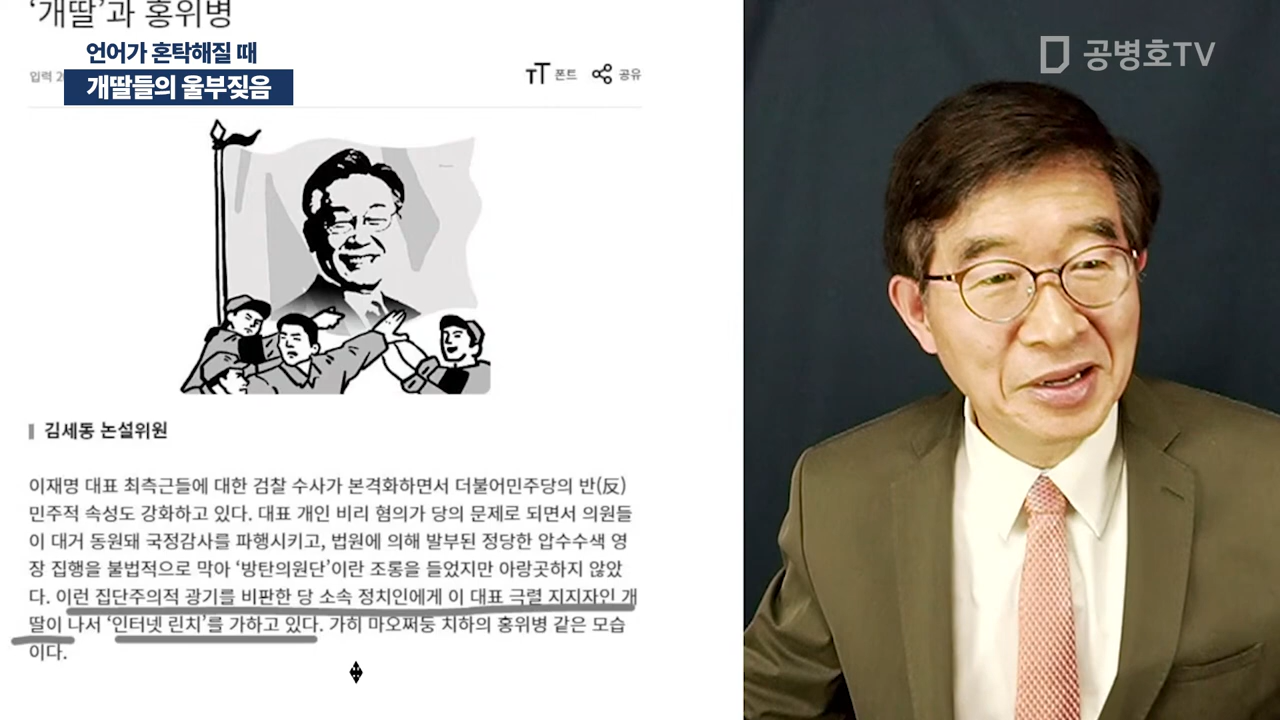 ‘개딸’과 홍위병
언어가 혼탁해질 때
입력 2
개딸들의 울부짖음
TT 폰트 공유
공병호TV
김세동 논설위원
이재명 대표 최측근들에 대한 검찰 수사가 본격화하면서 더불어민주당의 반(反)
민주적 속성도 강화하고 있다. 대표 개인 비리 혐의가 당의 문제로 되면서 의원들
이 대거 동원돼 국정감사를 파행시키고, 법원에 의해 발부된 정당한 압수수색 영
장 집행을 불법적으로 막아 ‘방탄의원단’이란 조롱을 들었지만 아랑곳하지 않았
다. 이런 집단주의적 광기를 비판한 당 소속 정치인에게 이 대표 극렬 지지자인 개
딸이 나서 ‘인터넷 린치’를 가하고 있다. 가히 마오쩌둥 치하의 홍위병 같은 모습
이다.